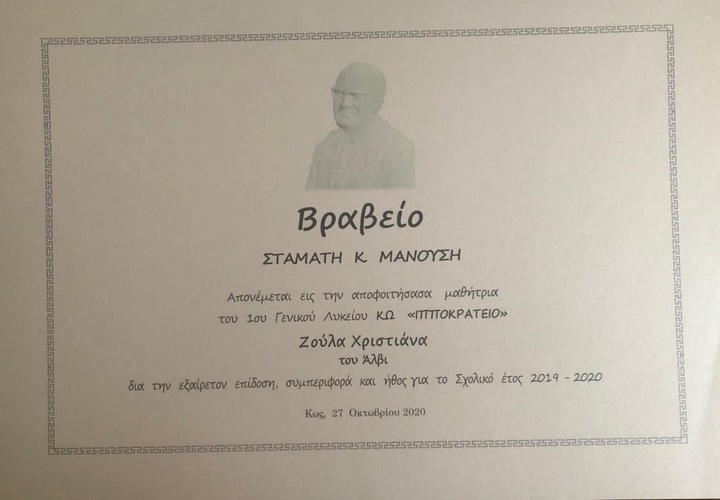 Βραβείο
ΣΤΑΜΑΤΗ Κ. ΜΑΝΟΥΣΗ
Απονέμεται εις την αποφοιτήσασα μαθήτρια
του 1ου Γενικού Λυκείου ΚΩ «ΙΠΠΟΚΡΑΤΕΙΟ»
Ζούλα Χριστιάνα
του Άλβι
δια την εξαίρετον επίδοση, συμπεριφορά και ήθος για το Σχολικό έτος 2019 - 2020
Κως, 27 Οκτωβρίου 2020